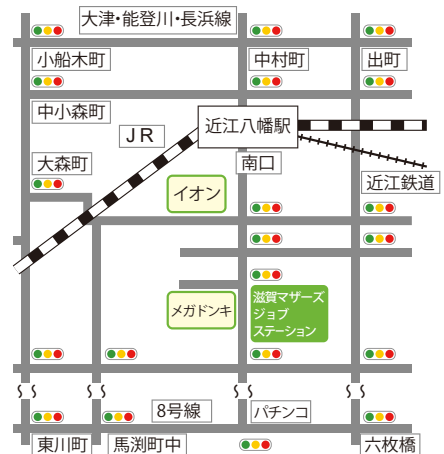 大津・能登川・長浜線
小船木町
中村町
出町
中小森町
近江八幡駅
JR
大森町
南口
近江鉄道
イオン
メガドンキ
滋賀マザーズ
ジョブ
ステーション
8号線
パチンコ
東川町
馬渕町中
六枚橋